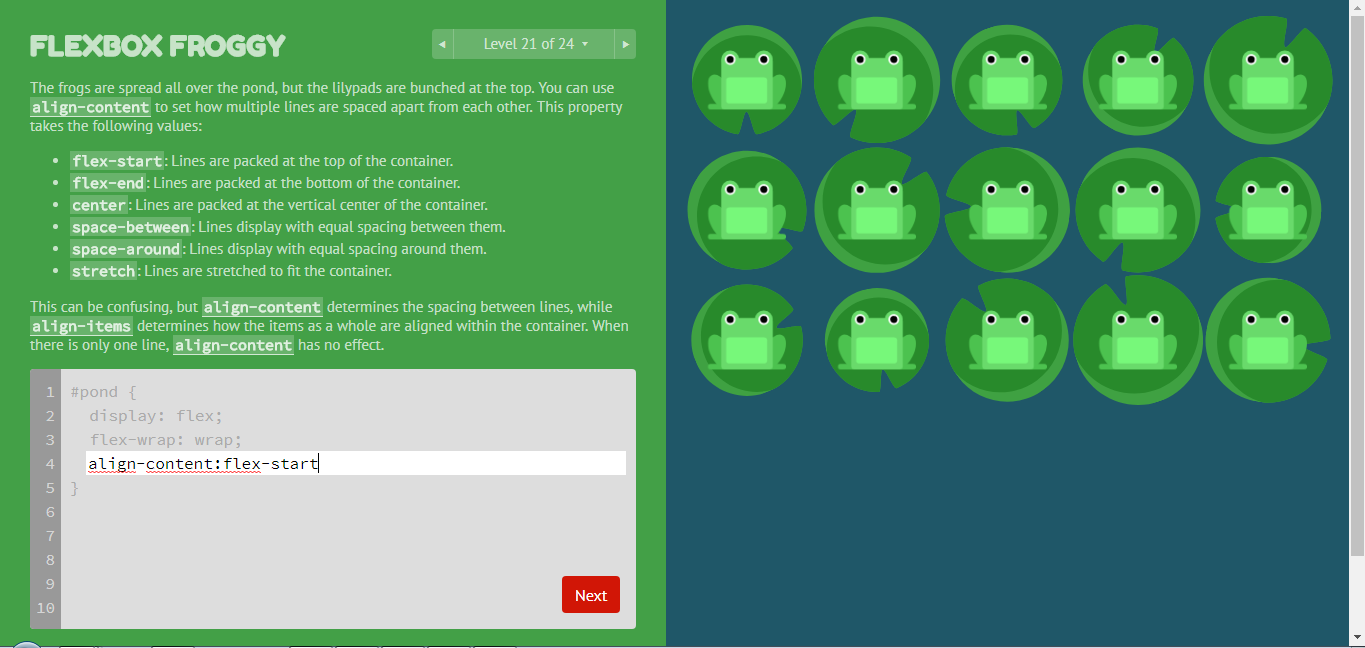 FLEXBOX FROGGY
◄ Level 21 of 24 ▾ ►
The frogs are spread all over the pond, but the lilypads are bunched at the top. You can use
align-content to set how multiple lines are spaced apart from each other. This property
takes the following values:
• flex-start: Lines are packed at the top of the container.
• flex-end: Lines are packed at the bottom of the container.
• center: Lines are packed at the vertical center of the container.
• space-between: Lines display with equal spacing between them.
• space-around: Lines display with equal spacing around them.
• stretch: Lines are stretched to fit the container.
This can be confusing, but align-content determines the spacing between lines, while
align-items determines how the items as a whole are aligned within the container. When
there is only one line, align-content has no effect.
1 #pond {
2 display: flex;
3 flex-wrap: wrap;
4 align-content:flex-start
5 }
6
7
8
9
10
Next